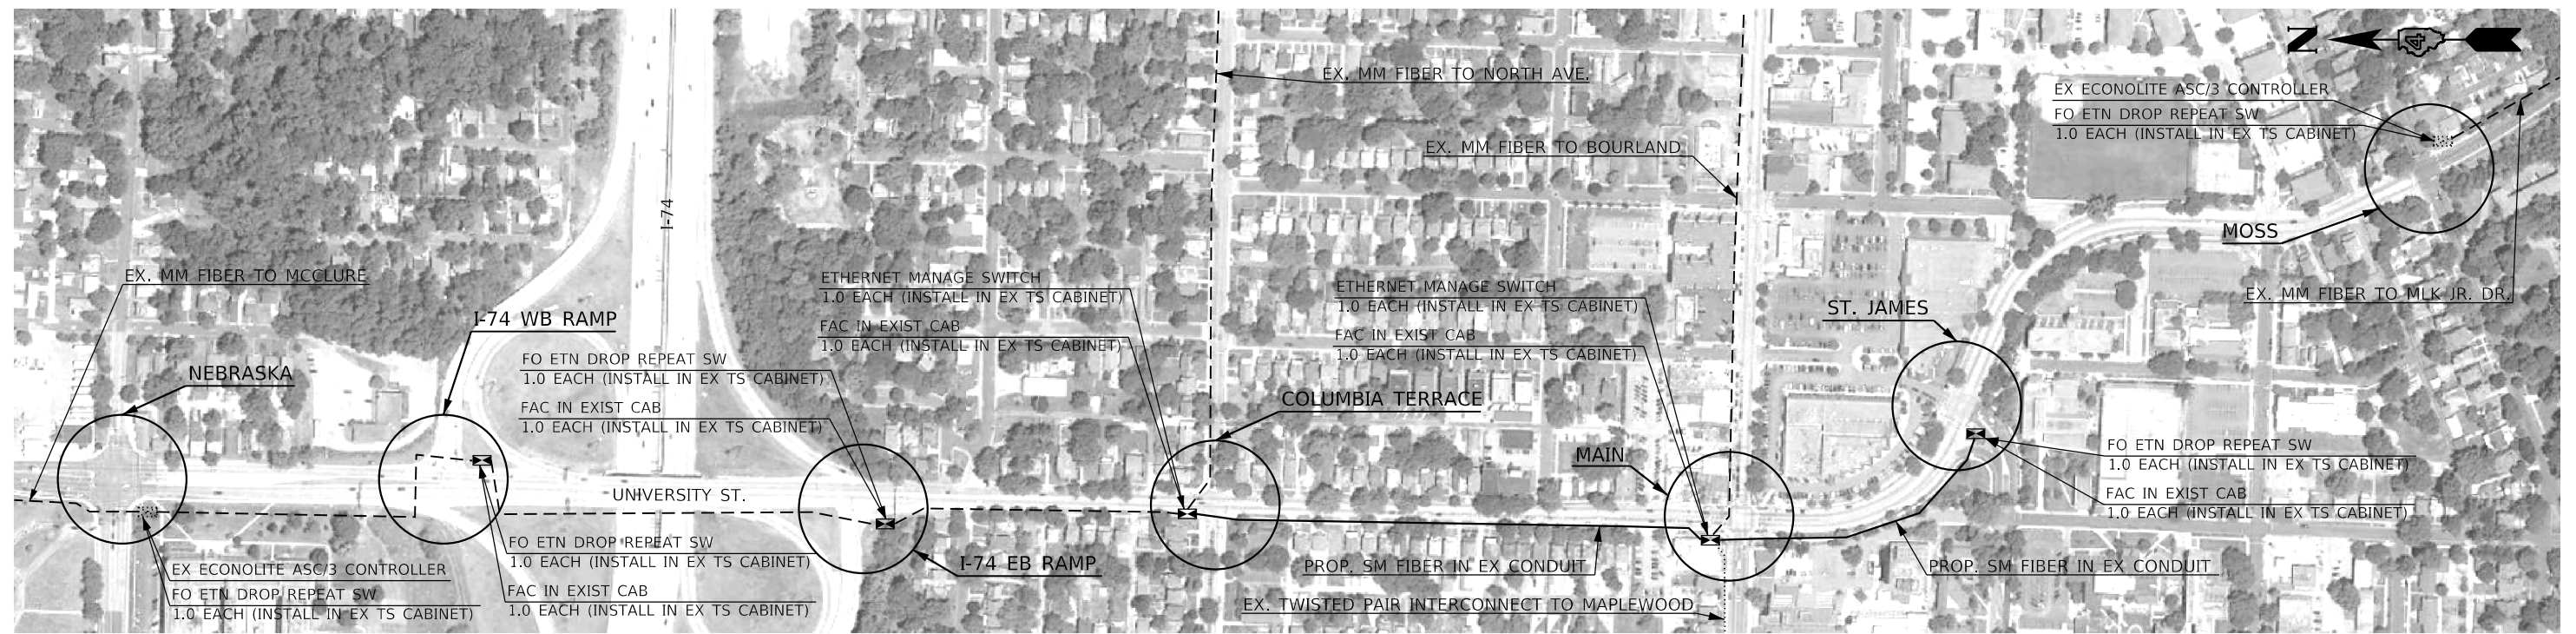 N
4
EX. MM FIBER TO NORTH AVE.
EX ECONOLITE ASC/3 CONTROLLER
FO ETN DROP REPEAT SW
1.0 EACH (INSTALL IN EX TS CABINET)
EX. MM FIBER TO BOURLAND
I-74
MOSS
EX. MM FIBER TO MCCLURE
ETHERNET MANAGE SWITCH
1.0 EACH (INSTALL IN EX TS CABINET)
FAC IN EXIST CAB
1.0 EACH (INSTALL IN EX TS CABINET)
ETHERNET MANAGE SWITCH
1.0 EACH (INSTALL IN EX TS CABINET)
FAC IN EXIST CAB
1.0 EACH (INSTALL IN EX TS CABINET)
EX. MM FIBER TO MLK JR. DR.
ST. JAMES
I-74 WB RAMP
NEBRASKA
FO ETN DROP REPEAT SW
1.0 EACH (INSTALL IN EX TS CABINET)
FAC IN EXIST CAB
1.0 EACH (INSTALL IN EX TS CABINET)
COLUMBIA TERRACE
MAIN
FO ETN DROP REPEAT SW
1.0 EACH (INSTALL IN EX TS CABINET)
FAC IN EXIST CAB
1.0 EACH (INSTALL IN EX TS CABINET)
UNIVERSITY ST.
FO ETN DROP REPEAT SW
1.0 EACH (INSTALL IN EX TS CABINET)
FAC IN EXIST CAB
1.0 EACH (INSTALL IN EX TS CABINET)
I-74 EB RAMP
PROP. SM FIBER IN EX CONDUIT
PROP. SM FIBER IN EX CONDUIT
EX ECONOLITE ASC/3 CONTROLLER
FO ETN DROP REPEAT SW
1.0 EACH (INSTALL IN EX TS CABINET)
EX. TWISTED PAIR INTERCONNECT TO MAPLEWOOD